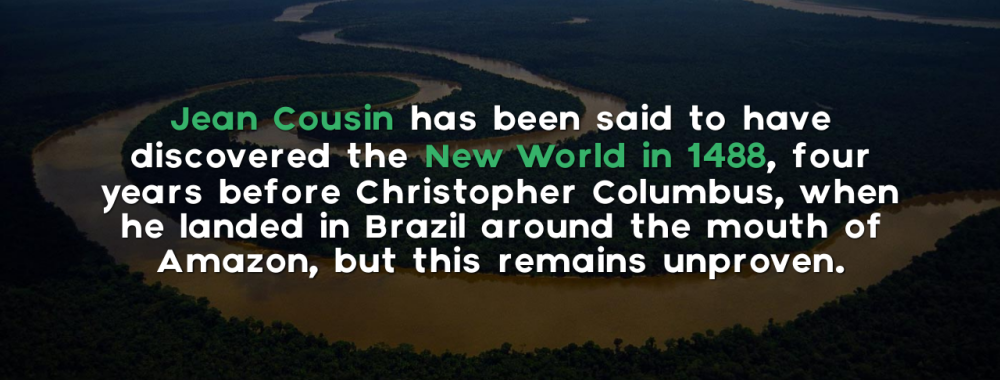 Jean Cousin has been said to have
discovered the New World in 1488, four
years before Christopher Columbus, when
he landed in Brazil around the mouth of
Amazon, but this remains unproven.